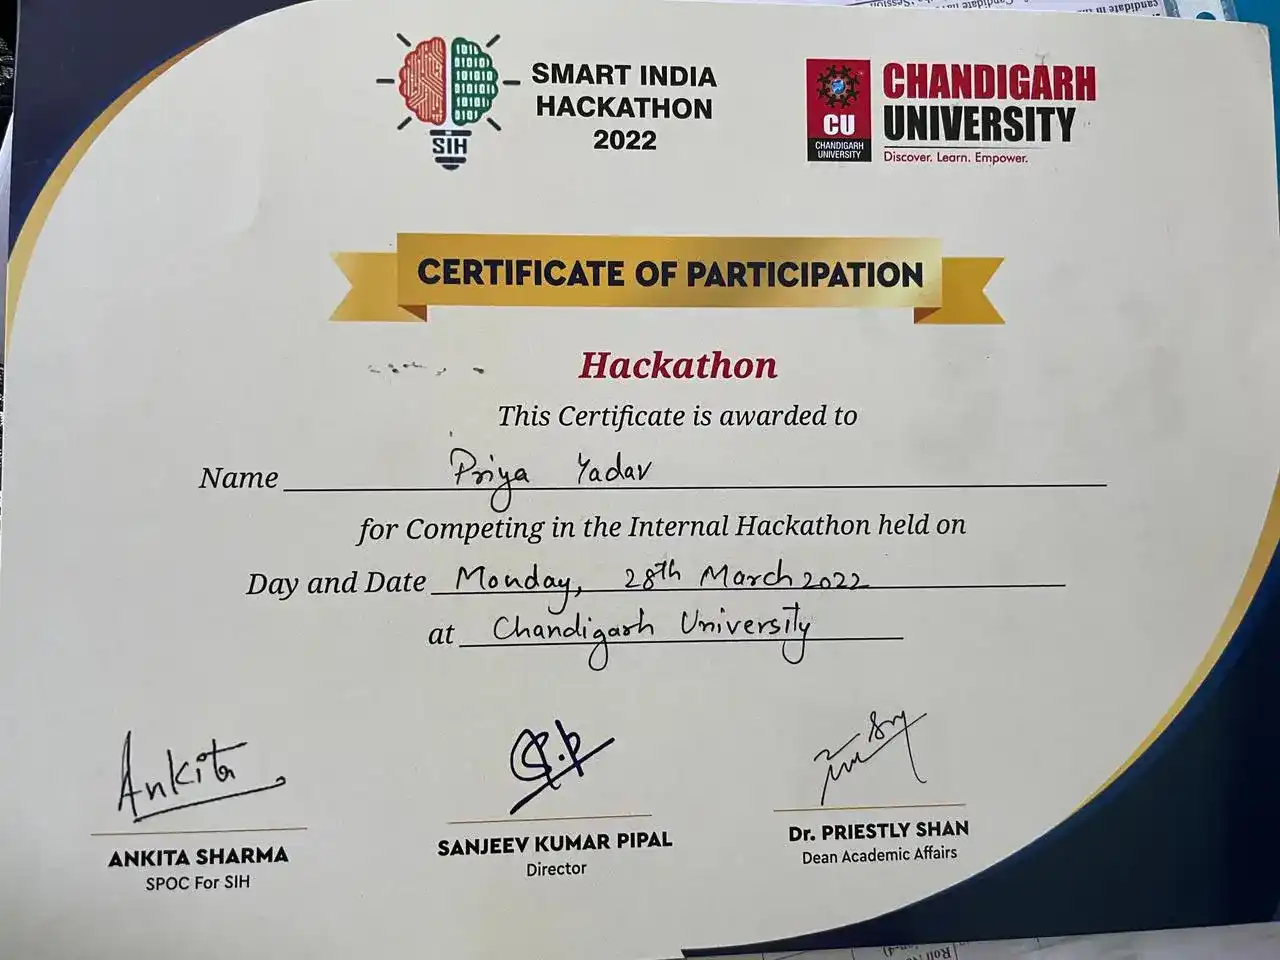 candidate in the
SMART INDIA
HACKATHON
2022
SIH
CU
CHANDIGARH
UNIVERSITY
CHANDIGARH
UNIVERSITY
Discover. Learn. Empower.
CERTIFICATE OF PARTICIPATION
Hackathon
This Certificate is awarded to
Name Priya Yadav
for Competing in the Internal Hackathon held on
Day and Date Monday, 28th March 2022
at Chandigarh University
Ankita
ANKITA SHARMA
SPOC For SIH
SANJEEV KUMAR PIPAL
Director
Dr. PRIESTLY SHAN
Dean Academic Affairs